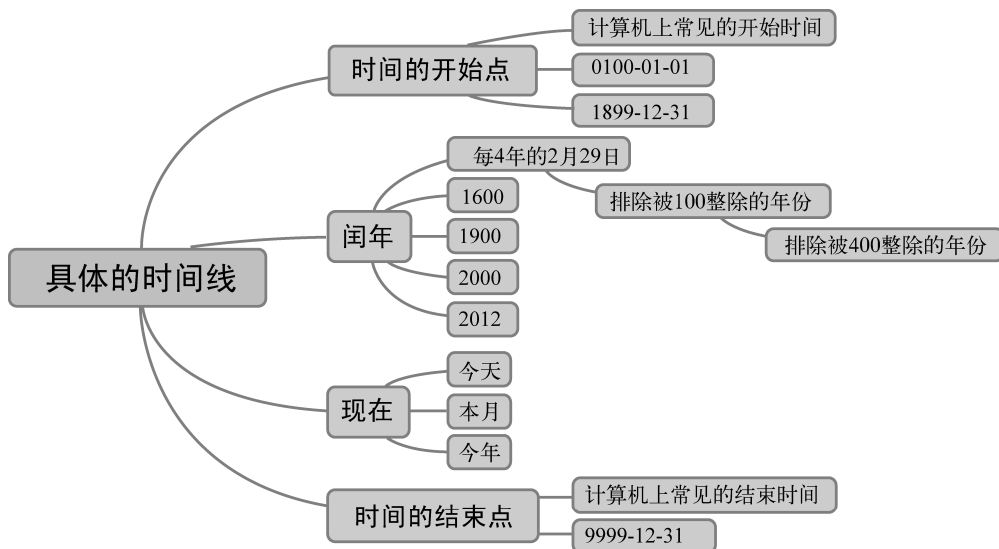 具体的时间线
时间的开始点
计算机上常见的开始时间
0100-01-01
1899-12-31
闰年
每4年的2月29日
排除被100整除的年份
排除被400整除的年份
1600
1900
2000
2012
现在
今天
本月
今年
时间的结束点
计算机上常见的结束时间
9999-12-31